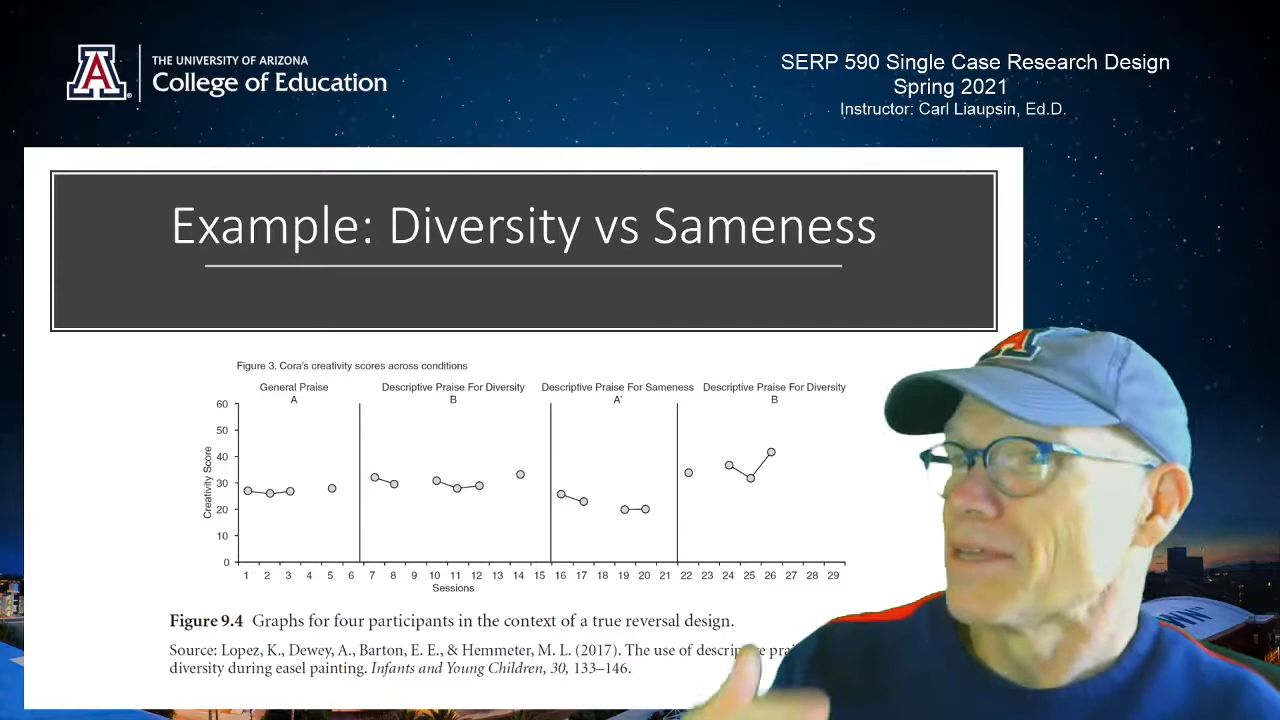 THE UNIVERSITY OF ARIZONA
College of Education
SERP 590 Single Case Research Design
Spring 2021
Instructor: Carl Liaupsin, Ed.D.
Example: Diversity vs Sameness
Figure 3. Cora's creativity scores across conditions
General Praise Descriptive Praise For Diversity Descriptive Praise For Sameness Descriptive Praise For Diversity
A B A' B
60
50
40
30
20
10
0
Creativity Score
1 2 3 4 5 6 7 8 9 10 11 12 13 14 15 16 17 18 19 20 21 22 23 24 25 26 27 28 29
Sessions
Figure 9.4 Graphs for four participants in the context of a true reversal design.
Source: Lopez, K., Dewey, A., Barton, E. E., & Hemmeter, M. L. (2017). The use of
diversity during easel painting. Infants and Young Children, 30, 133–146.